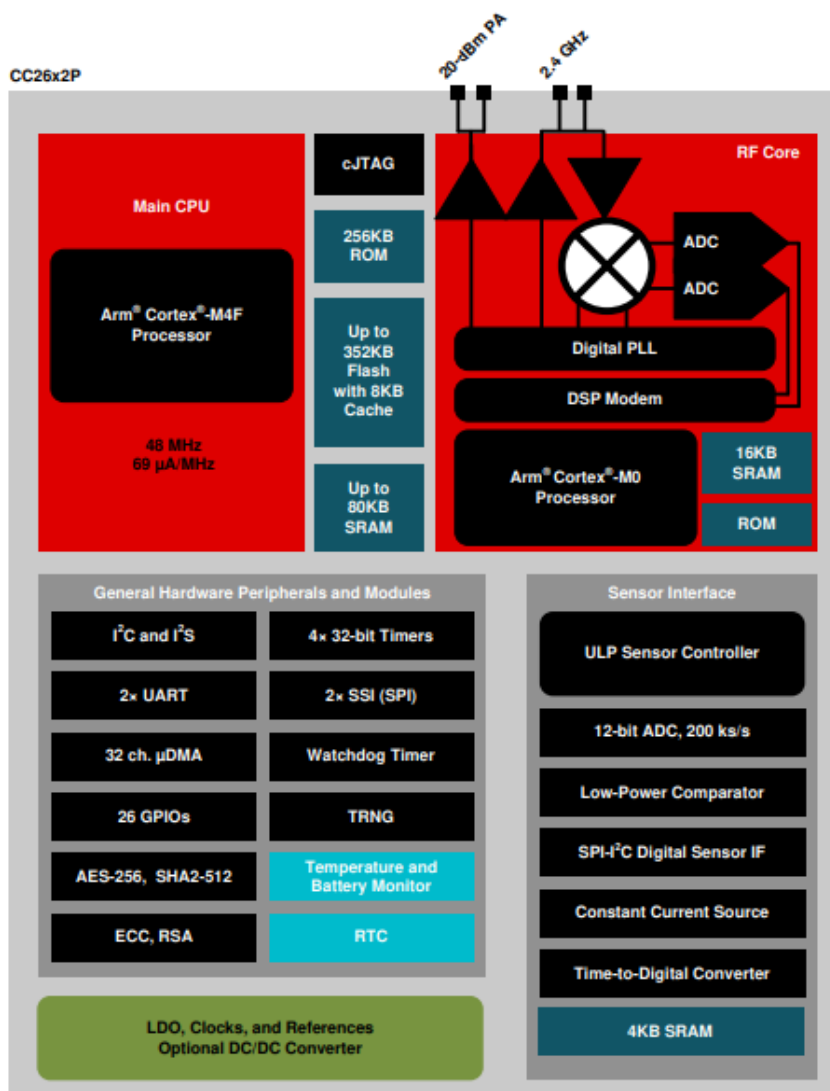 CC26x2P
20-dBm PA
2.4 GHz
Main CPU
Arm® Cortex®-M4F
Processor
48 MHz
69 µA/MHz
cJTAG
256KB
ROM
Up to
352KB
Flash
with 8KB
Cache
Up to
80KB
SRAM
RF Core
ADC
ADC
Digital PLL
DSP Modem
Arm® Cortex®-M0
Processor
16KB
SRAM
ROM
General Hardware Peripherals and Modules
I²C and I²S
4× 32-bit Timers
2× UART
2× SSI (SPI)
32 ch. µDMA
Watchdog Timer
26 GPIOs
TRNG
AES-256, SHA2-512
Temperature and
Battery Monitor
ECC, RSA
RTC
LDO, Clocks, and References
Optional DC/DC Converter
Sensor Interface
ULP Sensor Controller
12-bit ADC, 200 ks/s
Low-Power Comparator
SPI-I²C Digital Sensor IF
Constant Current Source
Time-to-Digital Converter
4KB SRAM